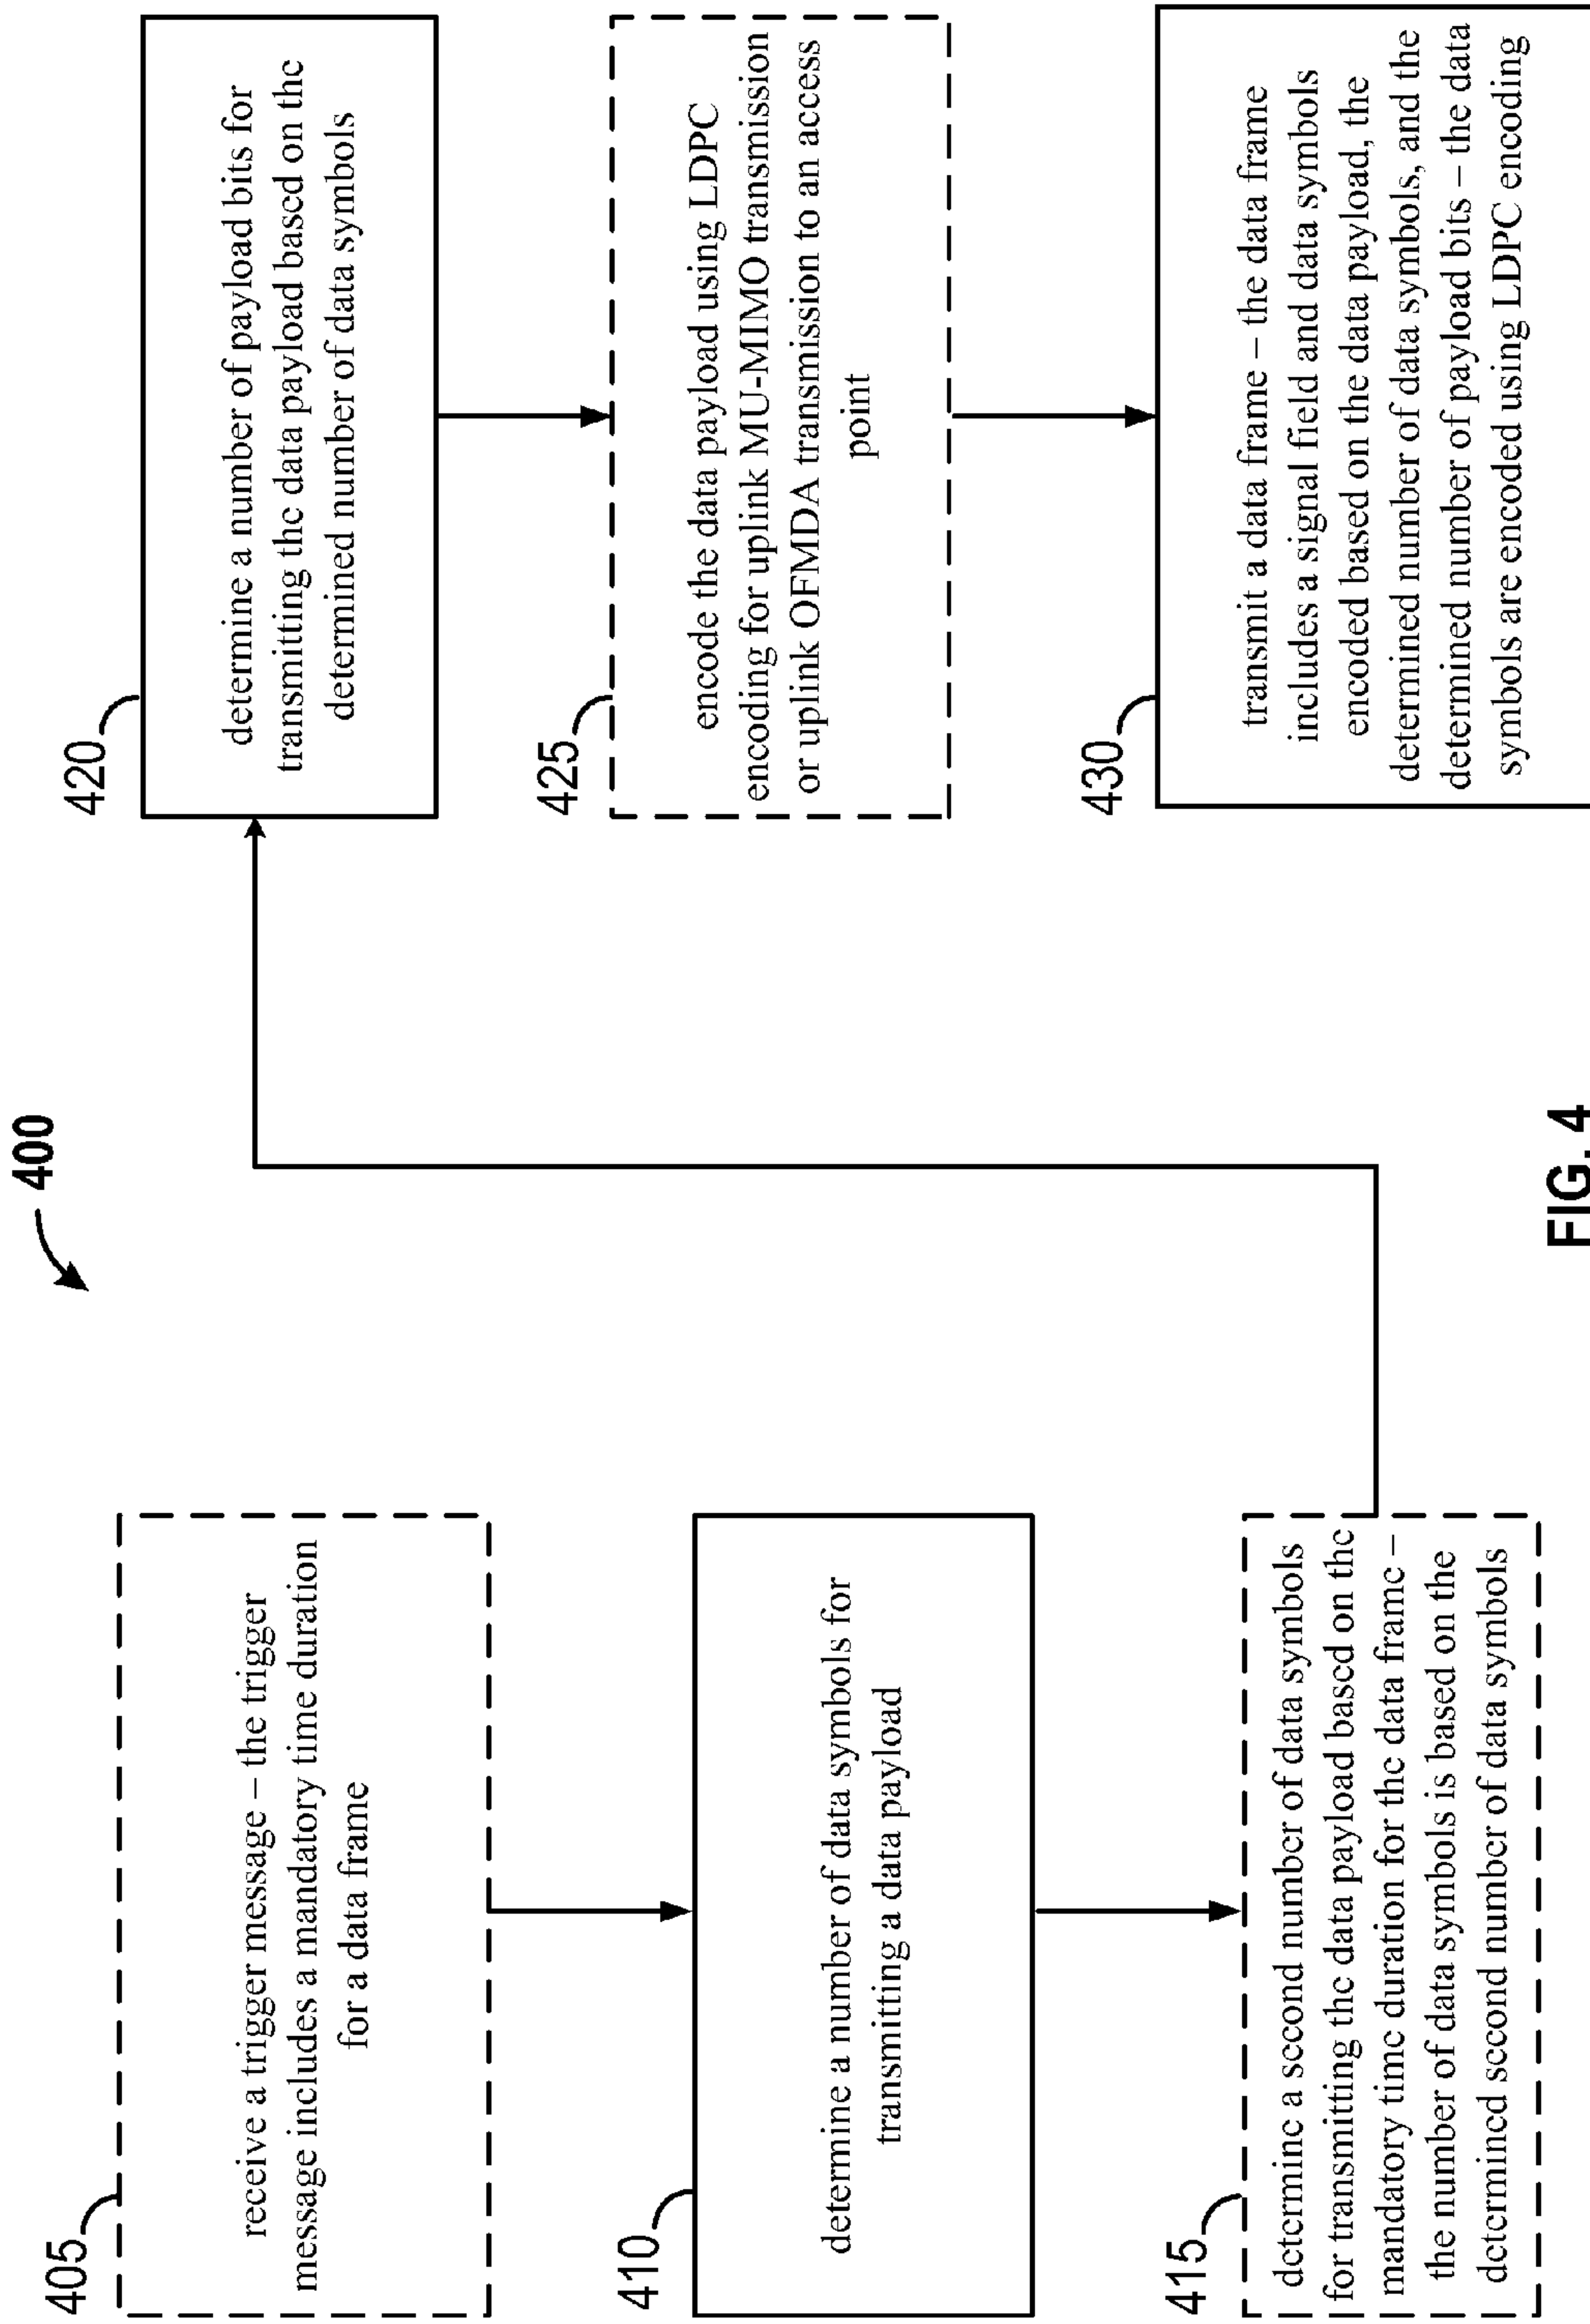 400
405
receive a trigger message – the trigger
message includes a mandatory time duration
for a data frame
410
determine a number of data symbols for
transmitting a data payload
415
determine a second number of data symbols
for transmitting the data payload based on the
mandatory time duration for the data frame –
the number of data symbols is based on the
determined second number of data symbols
420
determine a number of payload bits for
transmitting the data payload based on the
determined number of data symbols
425
encode the data payload using LDPC
encoding for uplink MU-MIMO transmission
or uplink OFMDA transmission to an access
point
430
transmit a data frame – the data frame
includes a signal field and data symbols
encoded based on the data payload, the
determined number of data symbols, and the
determined number of payload bits – the data
symbols are encoded using LDPC encoding
FIG. 4